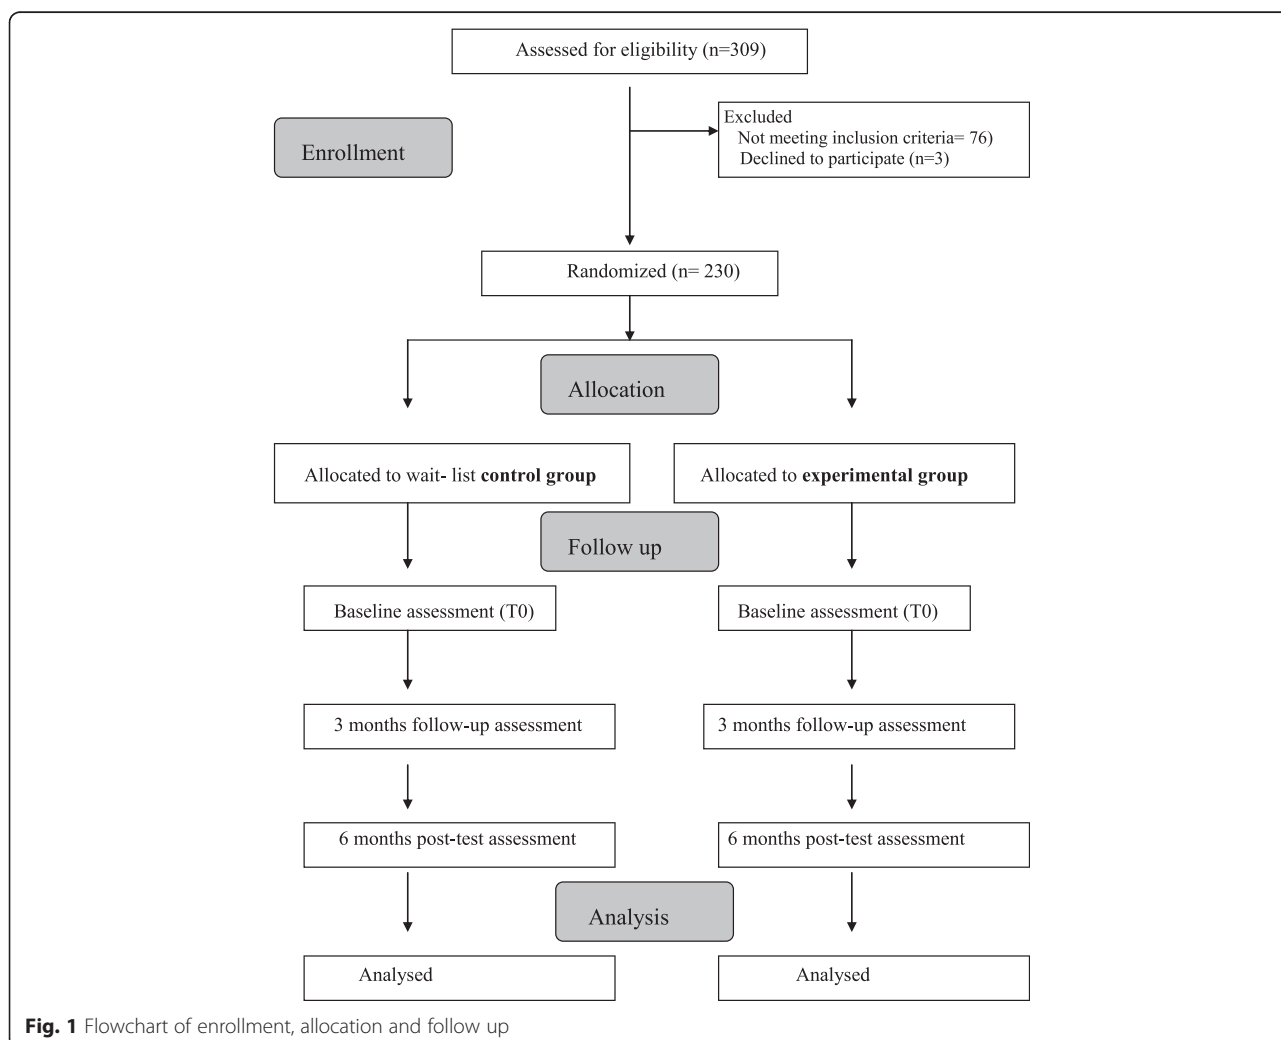 Assessed for eligibility (n=309)
Excluded
Not meeting inclusion criteria= 76)
Declined to participate (n=3)
Enrollment
Randomized (n= 230)
Allocation
Allocated to wait- list control group
Allocated to experimental group
Follow up
Baseline assessment (T0)
Baseline assessment (T0)
3 months follow-up assessment
3 months follow-up assessment
6 months post-test assessment
6 months post-test assessment
Analysis
Analysed
Analysed
Fig. 1 Flowchart of enrollment, allocation and follow up